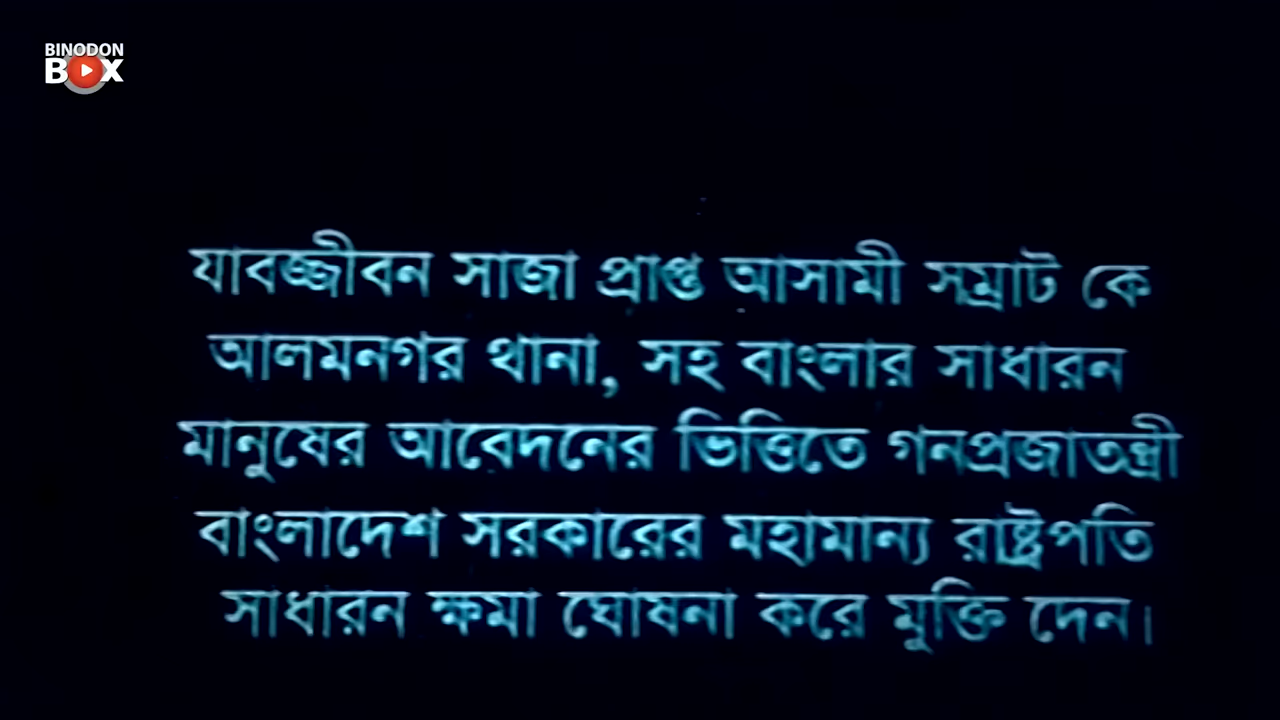 BINODON
BOX
যাবজ্জীবন সাজা প্রাপ্ত আসামী সম্রাট কে
আলমনগর থানা, সহ বাংলার সাধারন
মানুষের আবেদনের ভিত্তিতে গনপ্রজাতন্ত্রী
বাংলাদেশ সরকারের মহামান্য রাষ্ট্রপতি
সাধারন ক্ষমা ঘোষনা করে মুক্তি দেন।